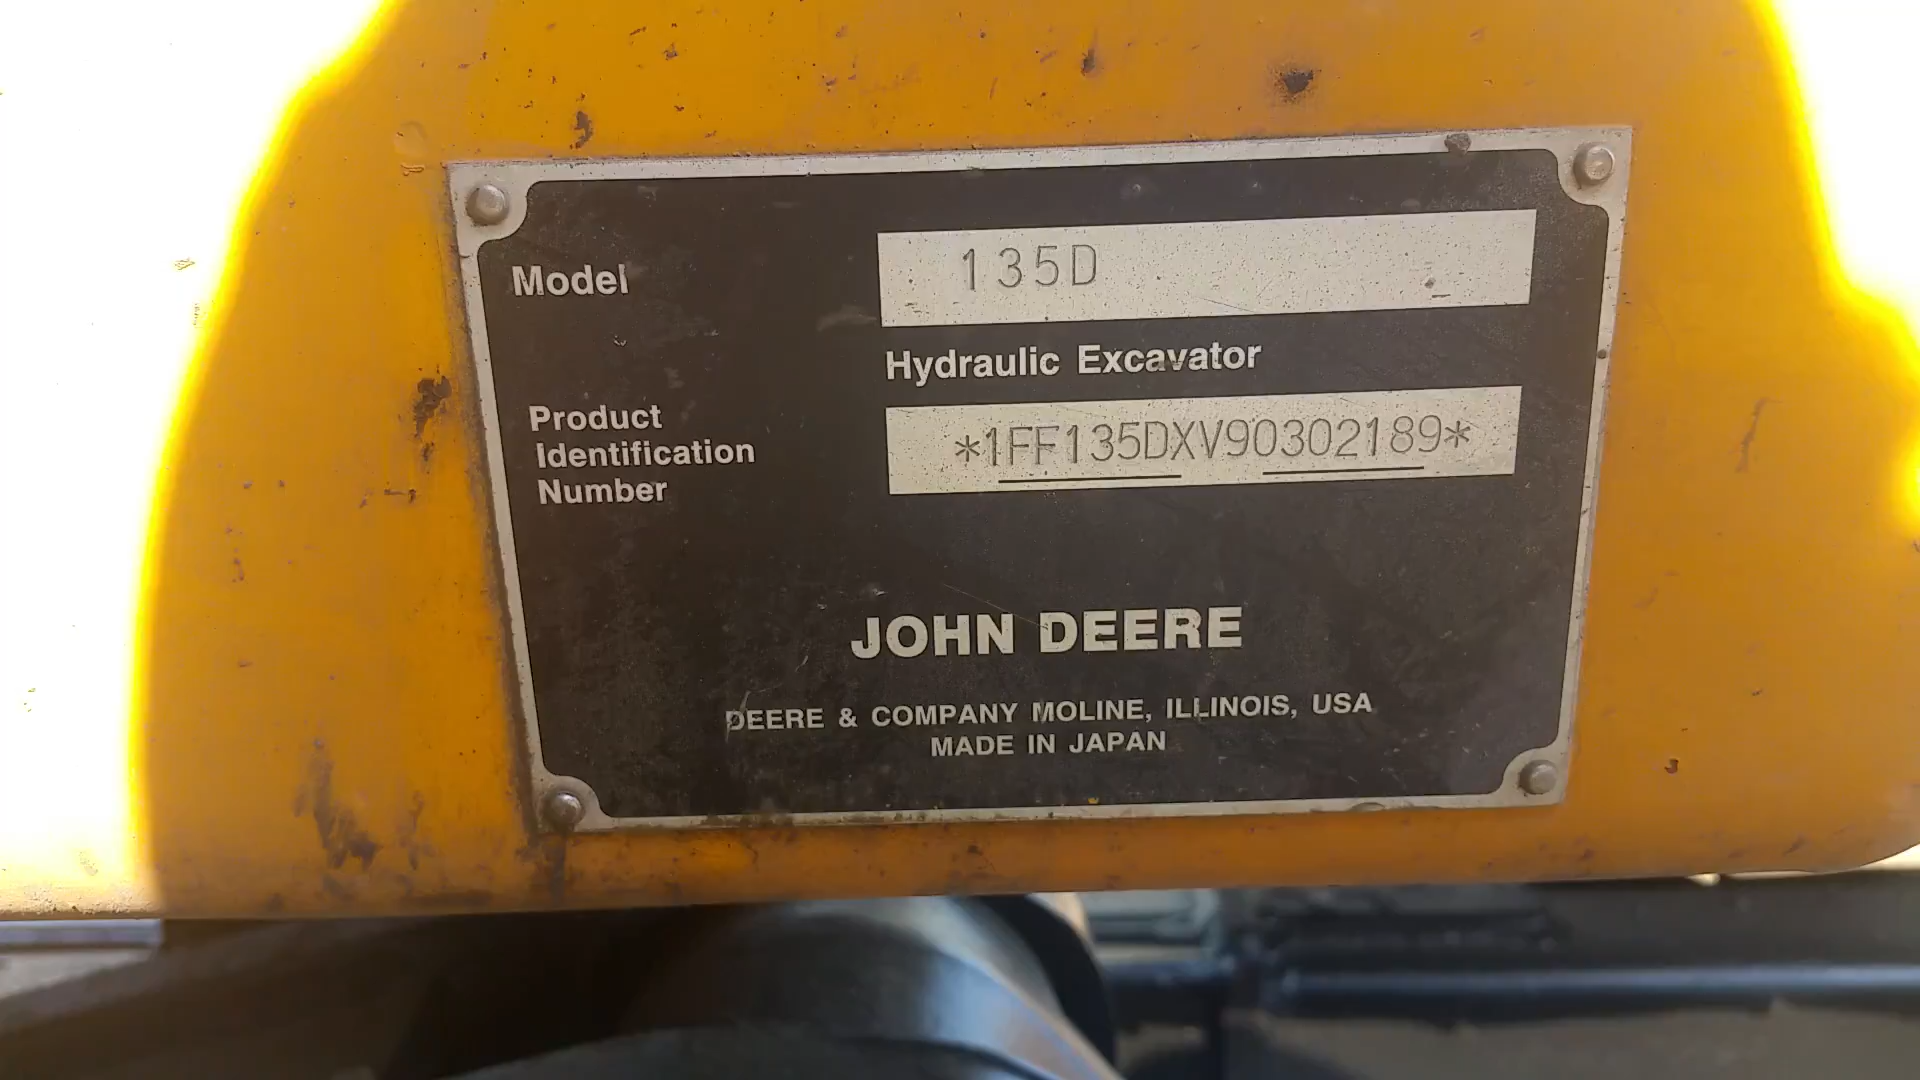 Model 135D
Hydraulic Excavator
Product
Identification
Number
*1FF135DXV90302189*
JOHN DEERE
DEERE & COMPANY MOLINE, ILLINOIS, USA
MADE IN JAPAN